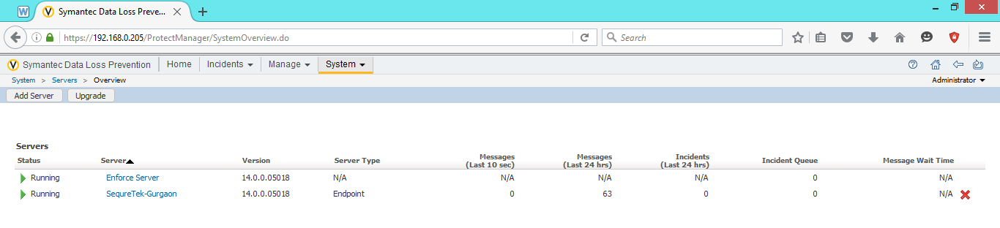 W
Symantec Data Loss Preve...
https://192.168.0.205/ProtectManager/SystemOverview.do
Search
Symantec Data Loss Prevention Home Incidents Manage System
System > Servers > Overview Administrator
Add Server Upgrade
Servers
Status Server Version Server Type Messages (Last 10 sec) Messages (Last 24 hrs) Incidents (Last 24 hrs) Incident Queue Message Wait Time
Running Enforce Server 14.0.0.05018 N/A N/A N/A N/A 0 N/A
Running SequreTek-Gurgaon 14.0.0.05018 Endpoint 0 63 0 0 N/A